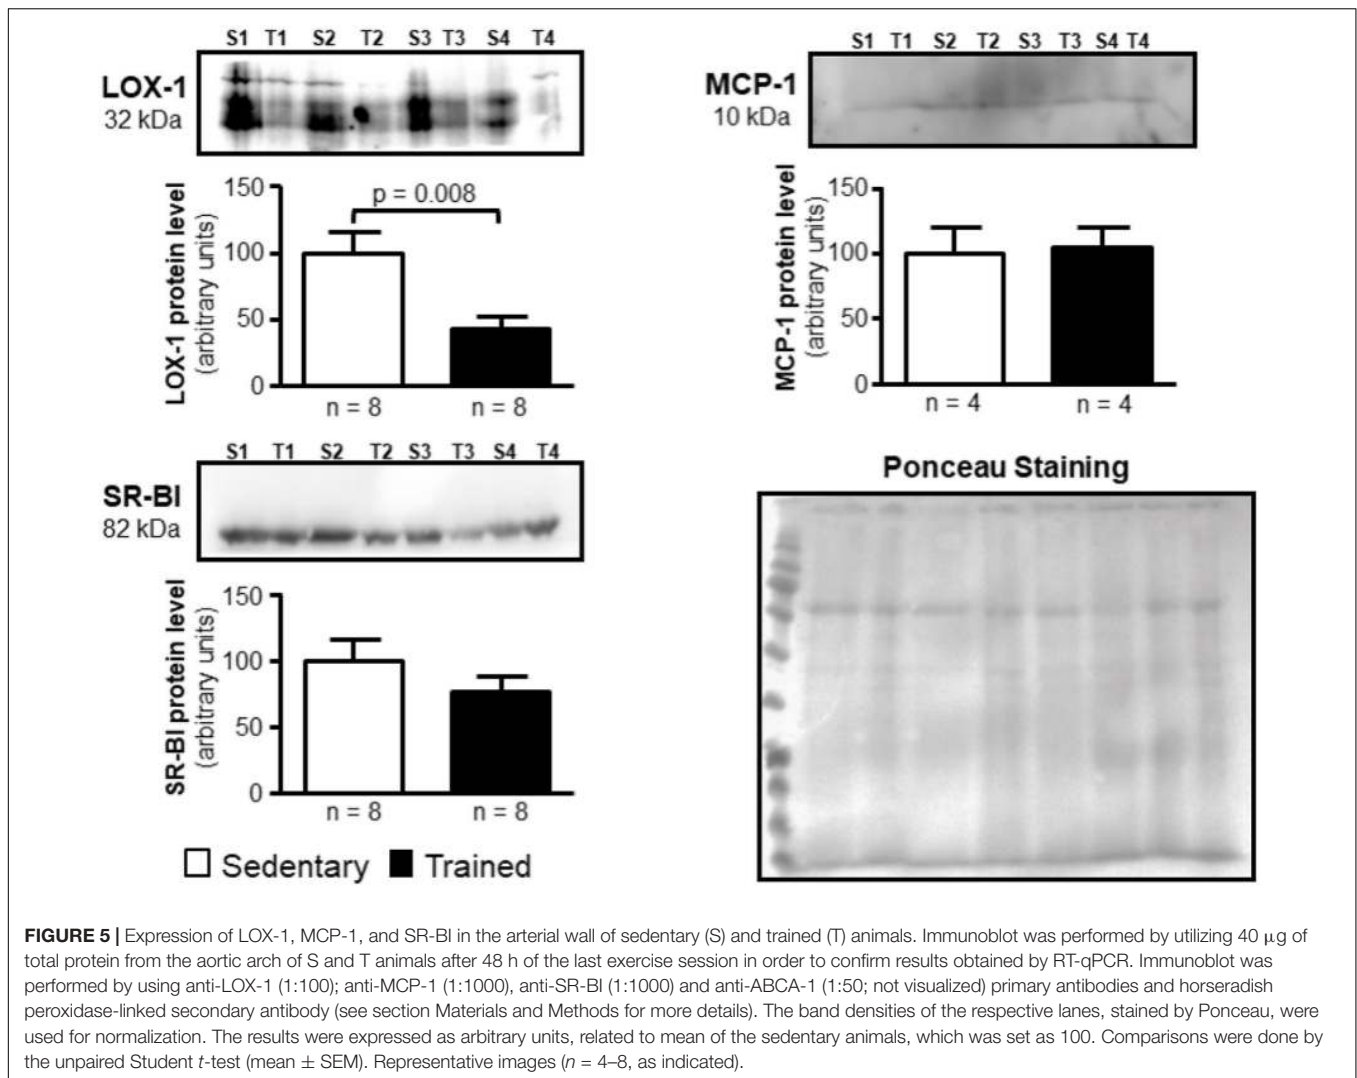 S1 T1 S2 T2 S3 T3 S4 T4
LOX-1
32 kDa
LOX-1 protein level
(arbitrary units)
150
100
50
0
p = 0.008
n = 8
n = 8
S1 T1 S2 T2 S3 T3 S4 T4
MCP-1
10 kDa
MCP-1 protein level
(arbitrary units)
150
100
50
0
n = 4
n = 4
S1 T1 S2 T2 S3 T3 S4 T4
SR-BI
82 kDa
SR-BI protein level
(arbitrary units)
150
100
50
0
n = 8
n = 8
Sedentary Trained
Ponceau Staining
FIGURE 5 | Expression of LOX-1, MCP-1, and SR-BI in the arterial wall of sedentary (S) and trained (T) animals. Immunoblot was performed by utilizing 40 μg of
total protein from the aortic arch of S and T animals after 48 h of the last exercise session in order to confirm results obtained by RT-qPCR. Immunoblot was
performed by using anti-LOX-1 (1:100); anti-MCP-1 (1:1000), anti-SR-BI (1:1000) and anti-ABCA-1 (1:50; not visualized) primary antibodies and horseradish
peroxidase-linked secondary antibody (see section Materials and Methods for more details). The band densities of the respective lanes, stained by Ponceau, were
used for normalization. The results were expressed as arbitrary units, related to mean of the sedentary animals, which was set as 100. Comparisons were done by
the unpaired Student t-test (mean ± SEM). Representative images (n = 4–8, as indicated).